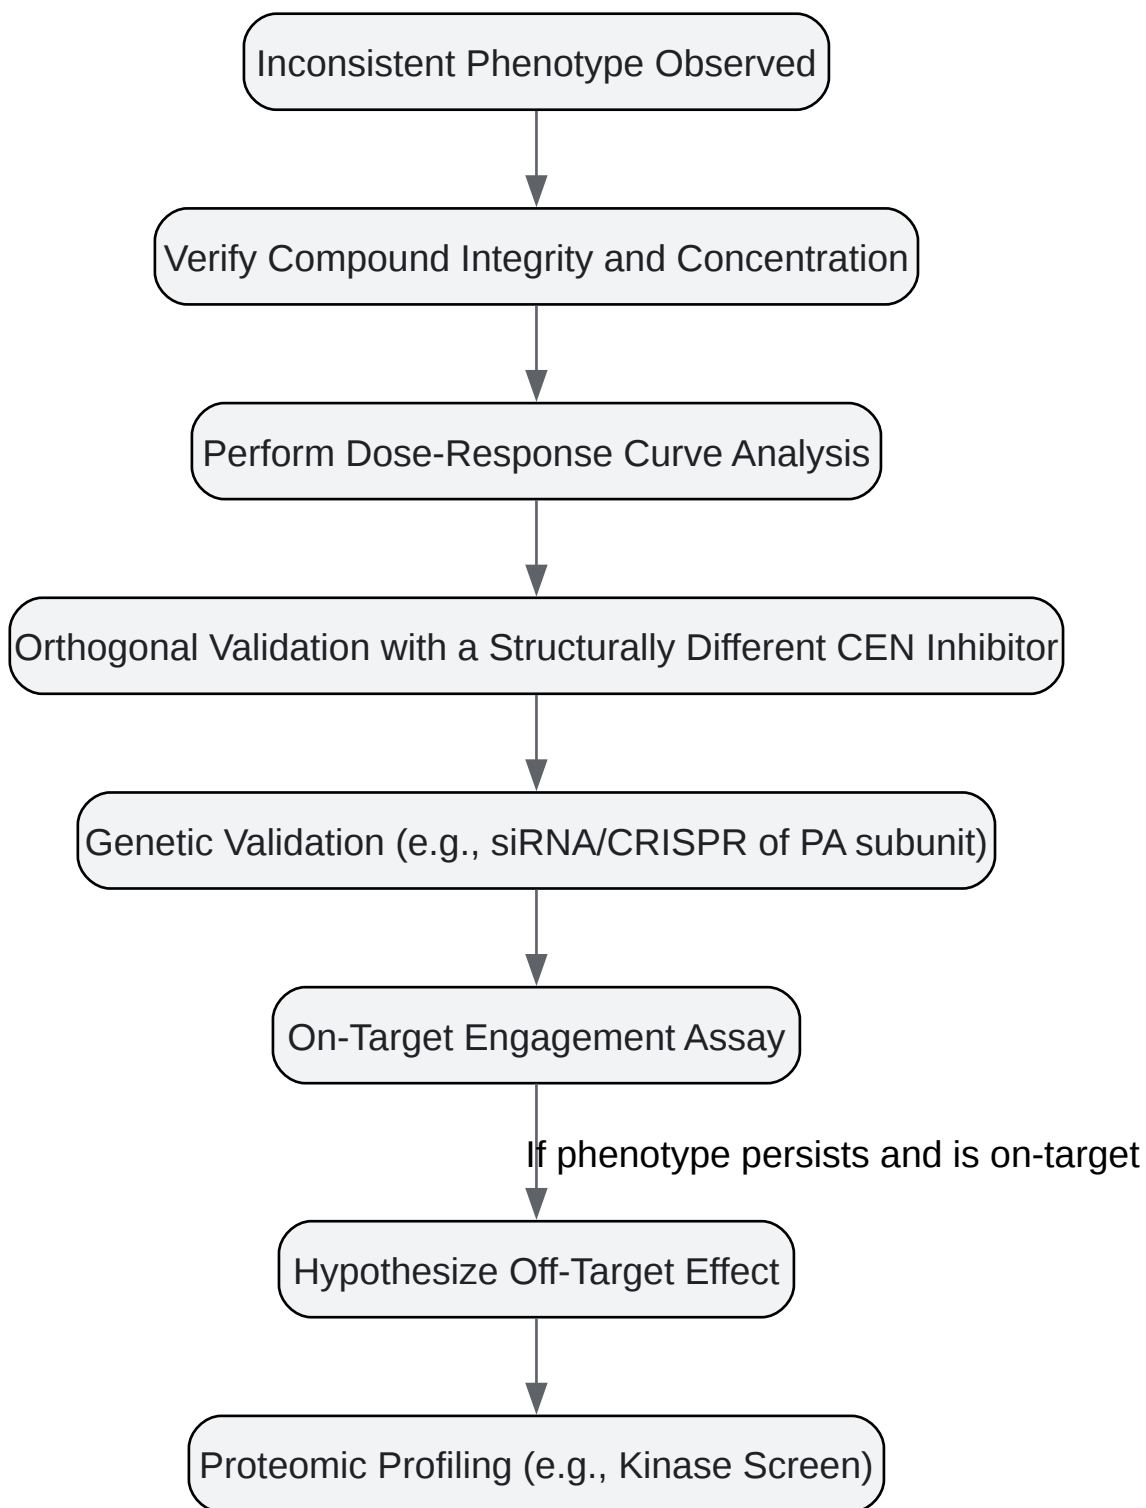 Inconsistent Phenotype Observed
Verify Compound Integrity and Concentration
Perform Dose-Response Curve Analysis
Orthogonal Validation with a Structurally Different CEN Inhibitor
Genetic Validation (e.g., siRNA/CRISPR of PA subunit)
On-Target Engagement Assay
If phenotype persists and is on-target
Hypothesize Off-Target Effect
Proteomic Profiling (e.g., Kinase Screen)